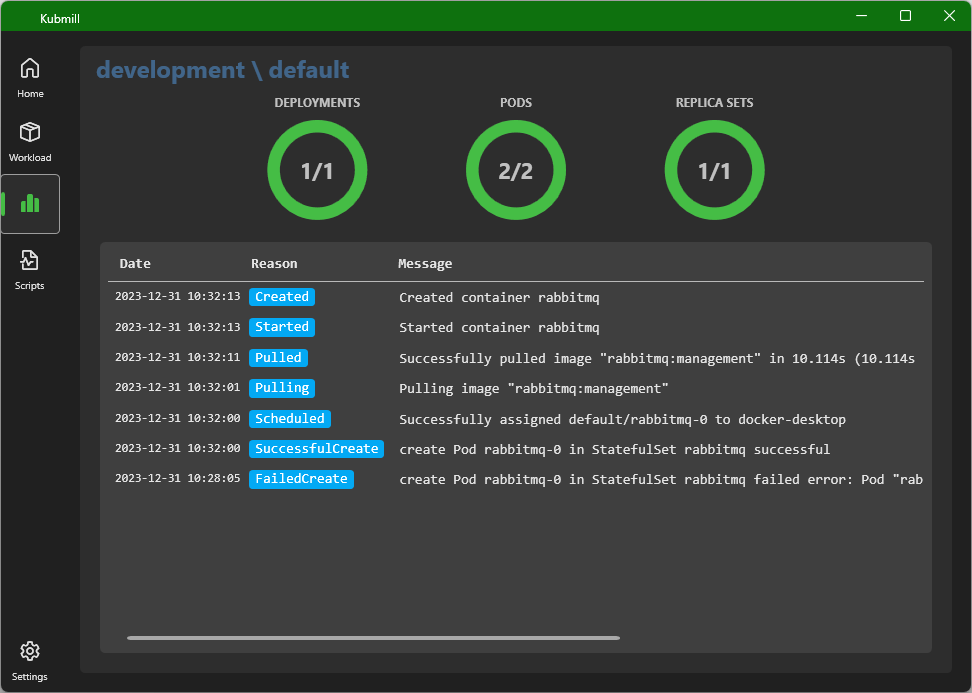 Kubmill
Home
Workload
Scripts
Settings
development \ default
DEPLOYMENTS PODS REPLICA SETS
1/1 2/2 1/1
Date Reason Message
2023-12-31 10:32:13 Created Created container rabbitmq
2023-12-31 10:32:13 Started Started container rabbitmq
2023-12-31 10:32:11 Pulled Successfully pulled image "rabbitmq:management" in 10.114s (10.114s
2023-12-31 10:32:01 Pulling Pulling image "rabbitmq:management"
2023-12-31 10:32:00 Scheduled Successfully assigned default/rabbitmq-0 to docker-desktop
2023-12-31 10:32:00 SuccessfulCreate create Pod rabbitmq-0 in StatefulSet rabbitmq successful
2023-12-31 10:28:05 FailedCreate create Pod rabbitmq-0 in StatefulSet rabbitmq failed error: Pod "rab